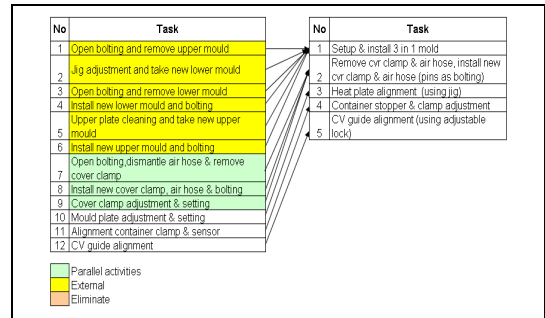 No Task
1 Open bolting and remove upper mould
2 Jig adjustment and take new lower mould
3 Open bolting and remove lower mould
4 Install new lower mould and bolting
Upper plate cleaning and take new upper
5 mould
6 Install new upper mould and bolting
Open bolting,dismantle air hose & remove
7 cover clamp
8 Install new cover clamp, air hose & bolting
9 Cover clamp adjustment & setting
10 Mould plate adjustment & setting
11 Alignment container clamp & sensor
12 CV guide alignment
No Task
1 Setup & install 3 in 1 mold
Remove cvr clamp & air hose, install new
2 cvr clamp & air hose (pins as bolting)
3 Heat plate alignment (using jig)
4 Container stopper & clamp adjustment
CV guide alignment (using adjustable
5 lock)
Parallel activities
External
Eliminate